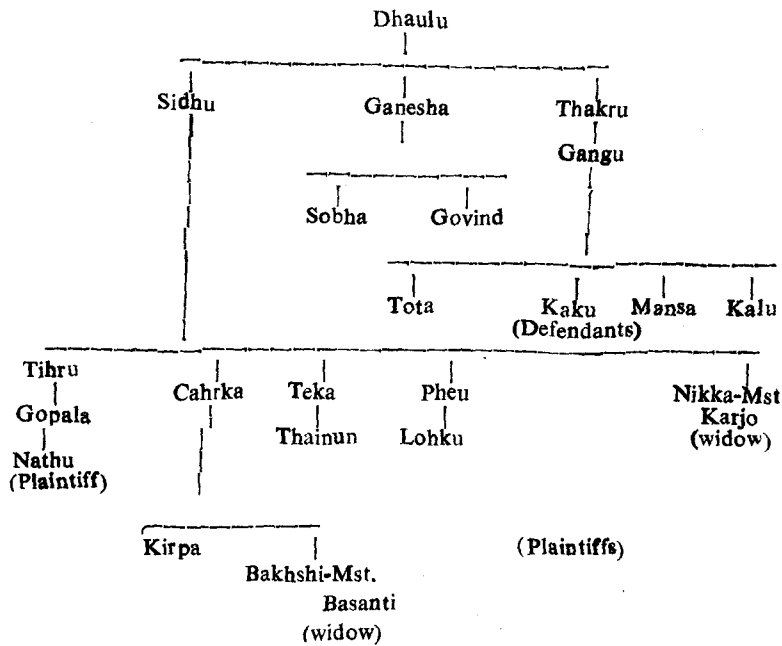 Dhaulu
Sidhu Ganesha Thakru
Gangu
Sobha Govind
Tota Kaku Mansa Kalu
(Defendants)
Tihru Cahrka Teka Pheu Nikka-Mst
Gopala Thainun Lohku Karjo
(widow)
Nathu
(Plaintiff)
Kirpa (Plaintiffs)
Bakhshi-Mst.
Basanti
(widow)